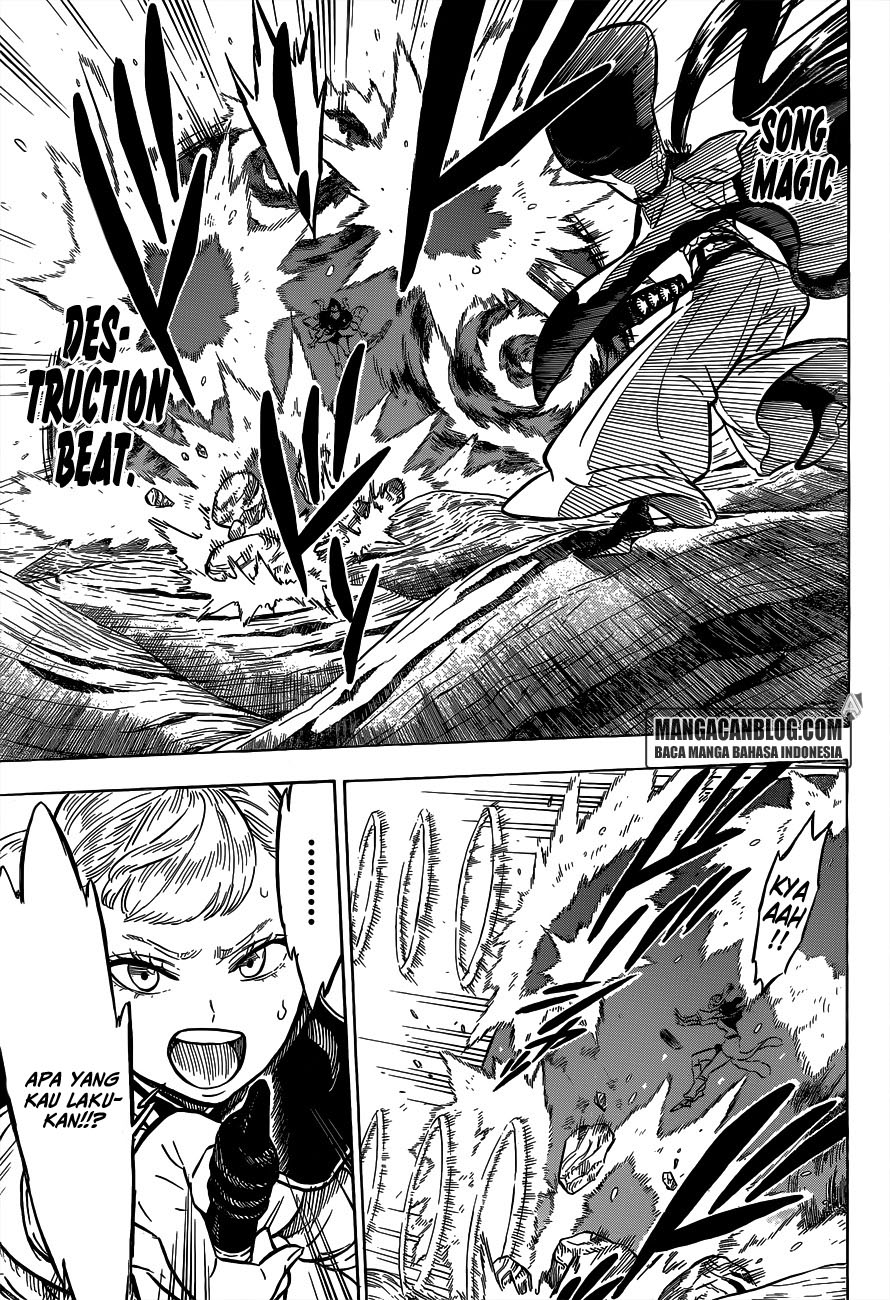 SONG
MAGIC
DES-
TRUCTION
BEAT.
MANGACANBLOG.COM
BACA MANGA BAHASA INDONESIA
KYA
AAH
!!
........
APA YANG
KAU LAKU-
KAN!!?